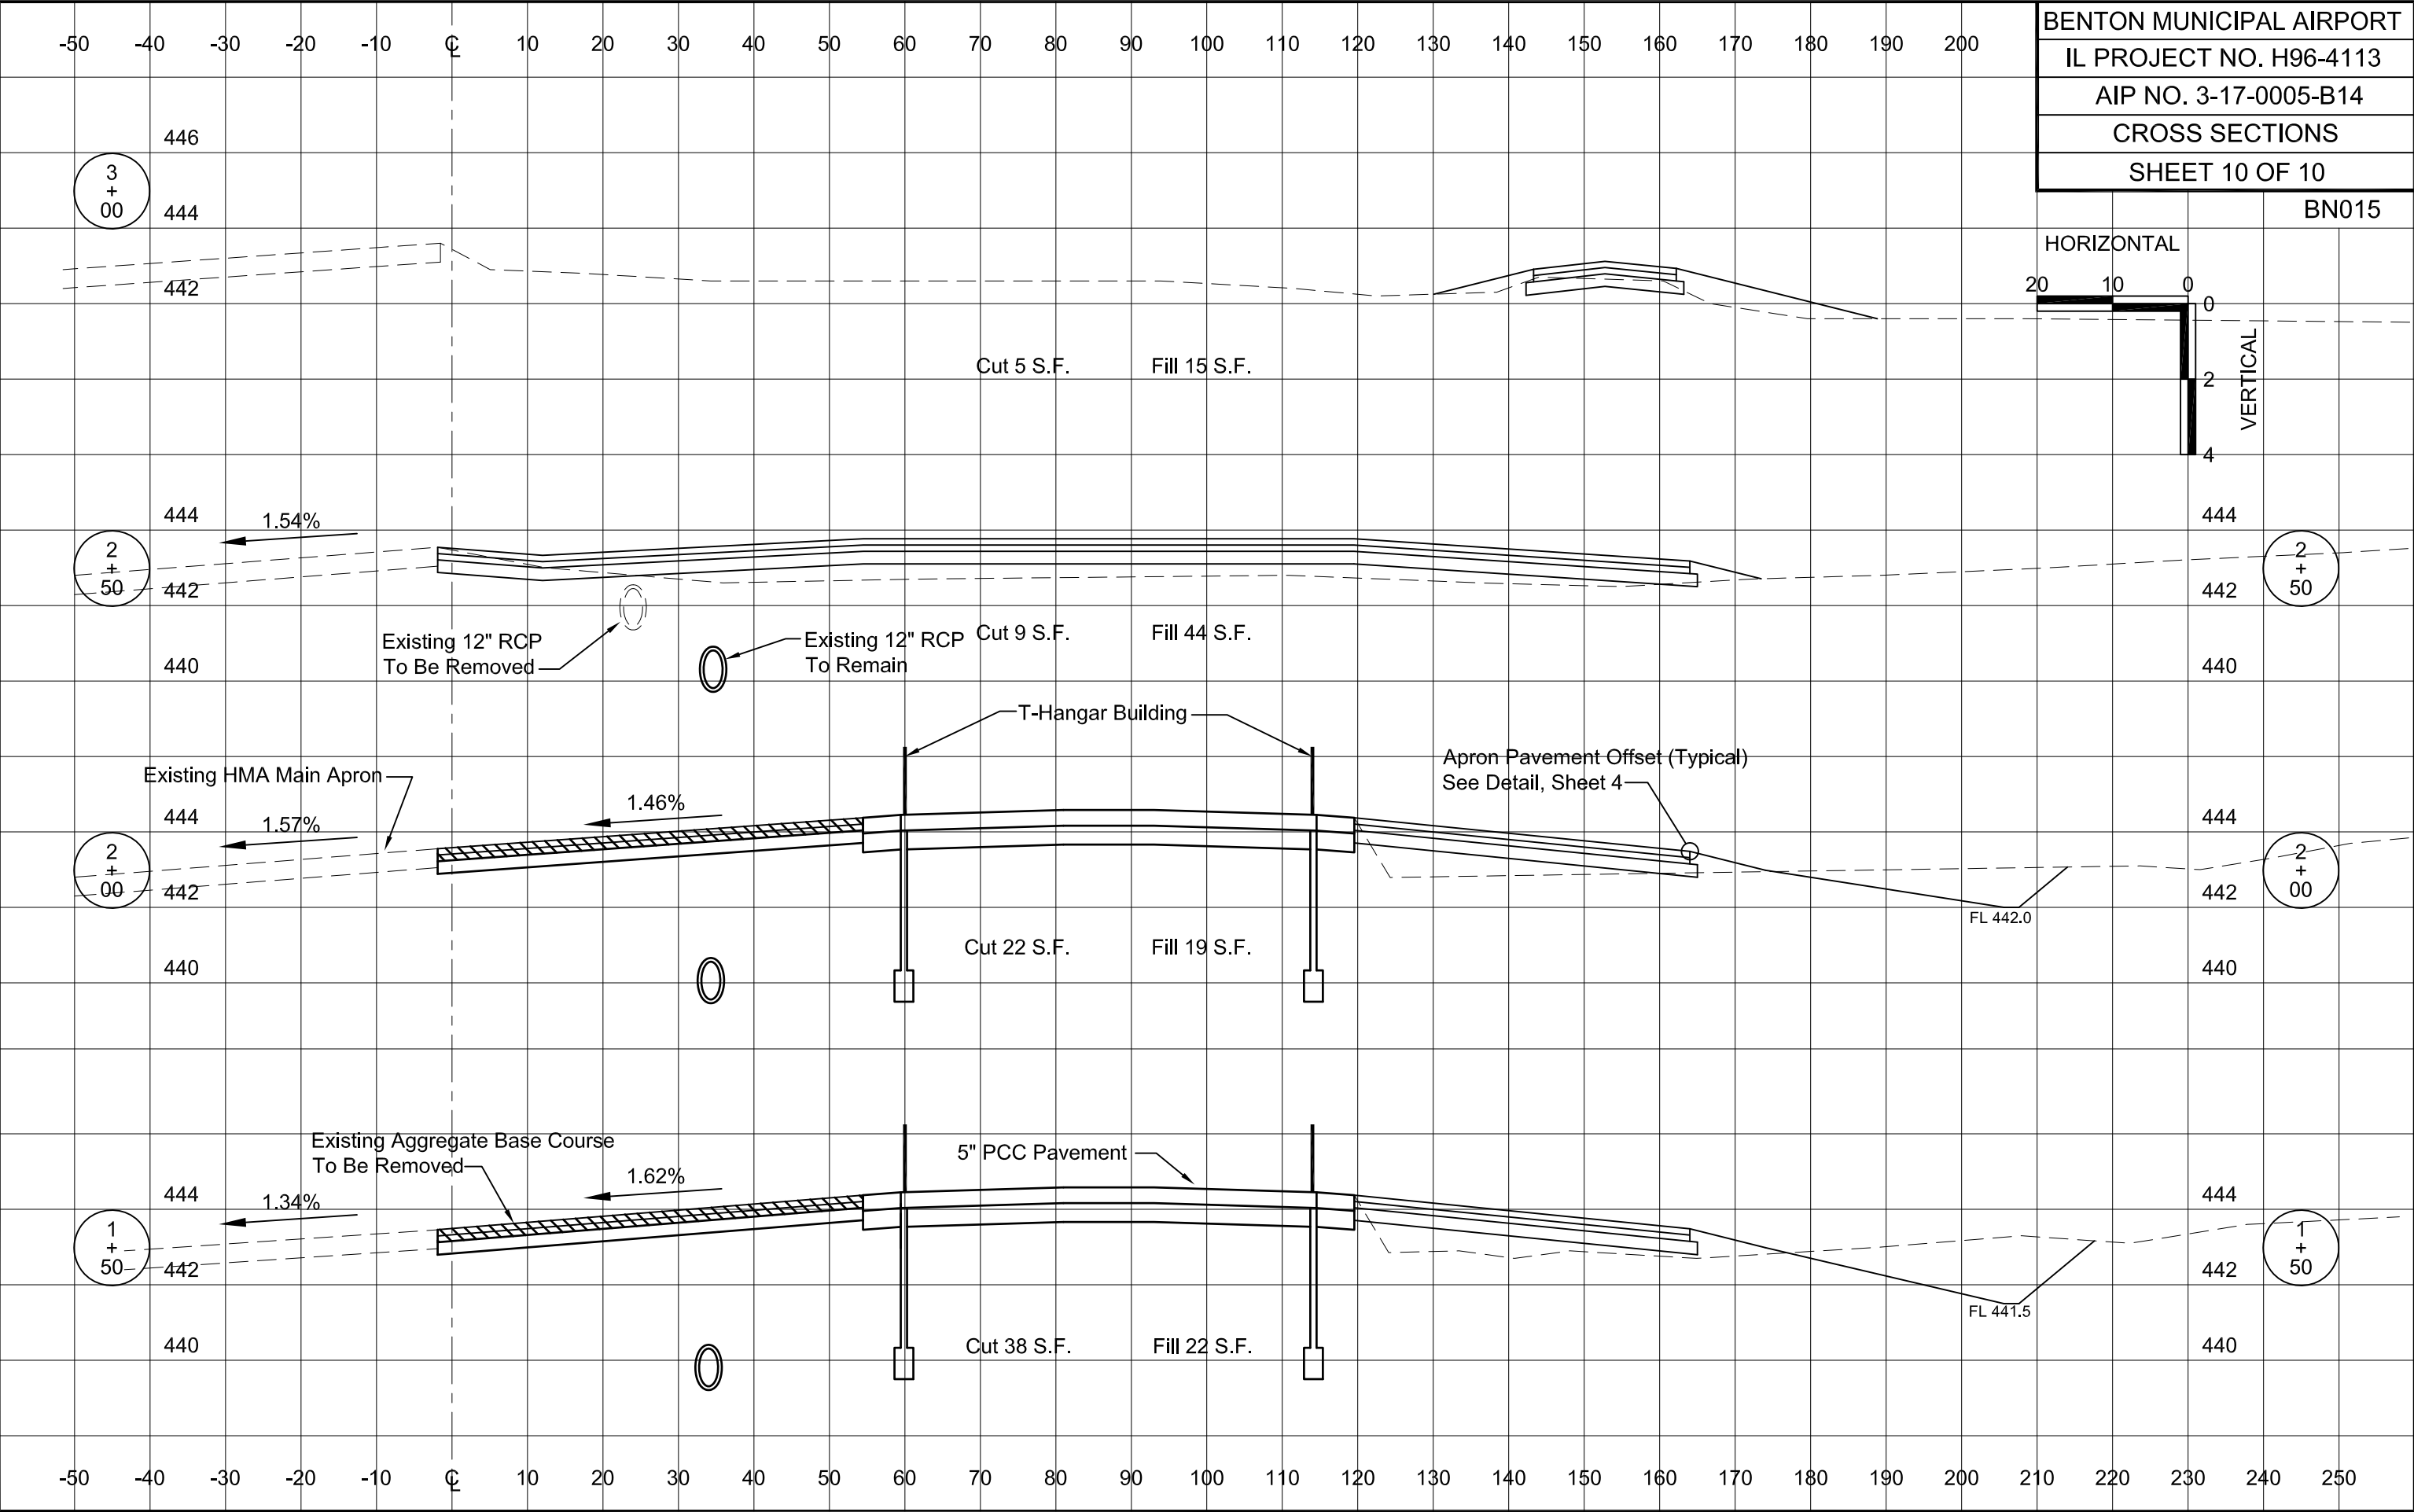 BENTON MUNICIPAL AIRPORT
IL PROJECT NO. H96-4113
AIP NO. 3-17-0005-B14
CROSS SECTIONS
SHEET 10 OF 10
BN015
-50 -40 -30 -20 -10 ℄ 10 20 30 40 50 60 70 80 90 100 110 120 130 140 150 160 170 180 190 200
446
3
+
00
444
442
HORIZONTAL
20 10 0
0
2
4
VERTICAL
Cut 5 S.F. Fill 15 S.F.
444 1.54% 444
2
+
50
2
+
50
442 442
Existing 12" RCP
To Be Removed
Existing 12" RCP
To Remain
Cut 9 S.F. Fill 44 S.F.
440 440
T-Hangar Building
Existing HMA Main Apron
Apron Pavement Offset (Typical)
See Detail, Sheet 4
1.46%
444 1.57% 444
2
+
00
2
+
00
442 442
FL 442.0
Cut 22 S.F. Fill 19 S.F.
440 440
Existing Aggregate Base Course
To Be Removed
5" PCC Pavement
1.62%
444 1.34% 444
1
+
50
1
+
50
442 442
FL 441.5
Cut 38 S.F. Fill 22 S.F.
440 440
-50 -40 -30 -20 -10 ℄ 10 20 30 40 50 60 70 80 90 100 110 120 130 140 150 160 170 180 190 200 210 220 230 240 250